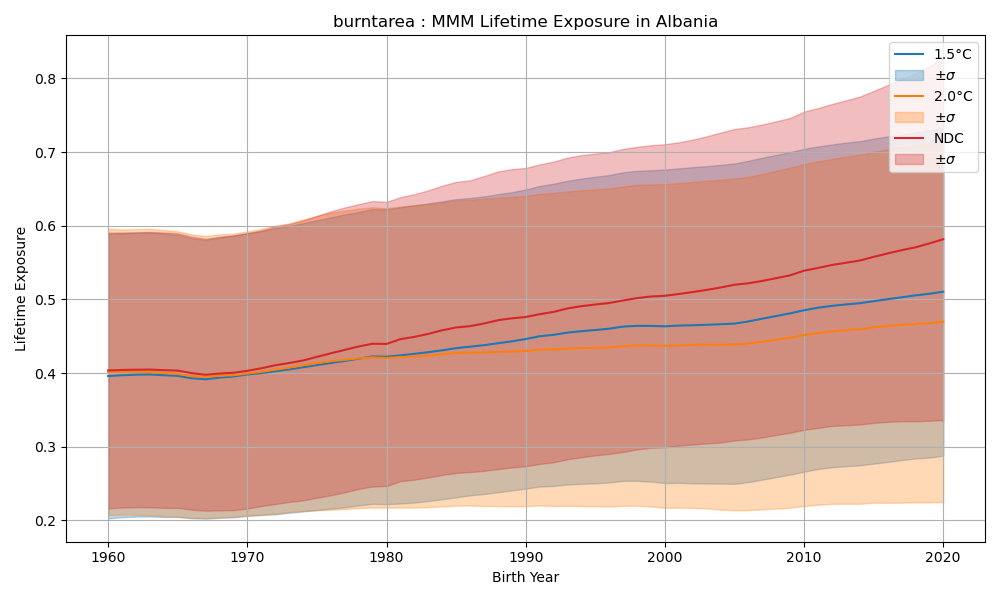 burntarea : MMM Lifetime Exposure in Albania
1.5°C
±σ
2.0°C
±σ
NDC
±σ
Lifetime Exposure
0.8
0.7
0.6
0.5
0.4
0.3
0.2
1960 1970 1980 1990 2000 2010 2020
Birth Year